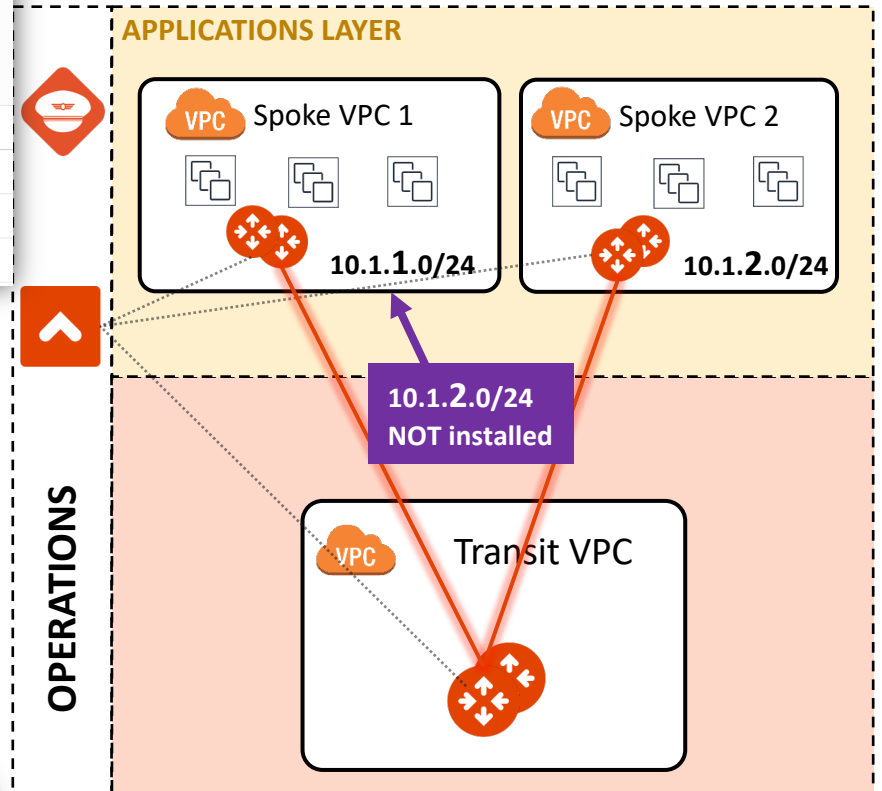 APPLICATIONS LAYER
VPC
Spoke VPC 1
10.1.1.0/24
VPC
Spoke VPC 2
10.1.2.0/24
10.1.2.0/24
NOT installed
OPERATIONS
VPC
Transit VPC